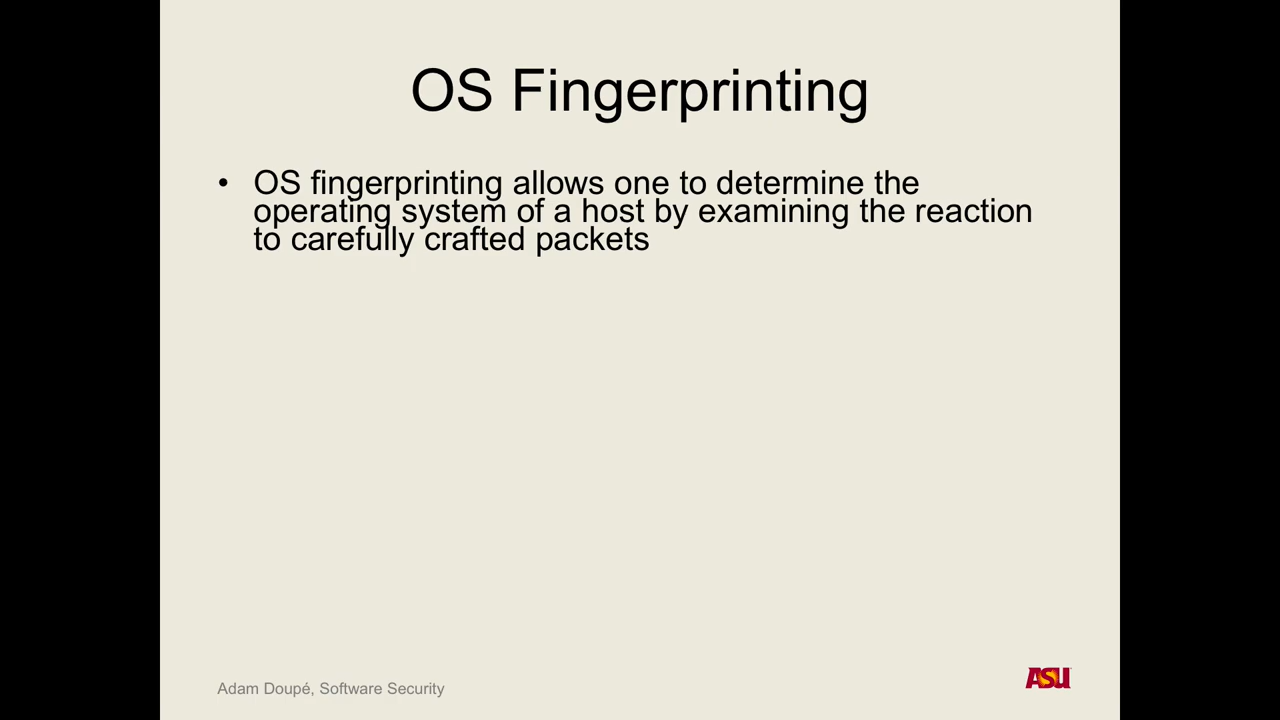 OS Fingerprinting
• OS fingerprinting allows one to determine the
operating system of a host by examining the reaction
to carefully crafted packets
Adam Doupé, Software Security
ASU